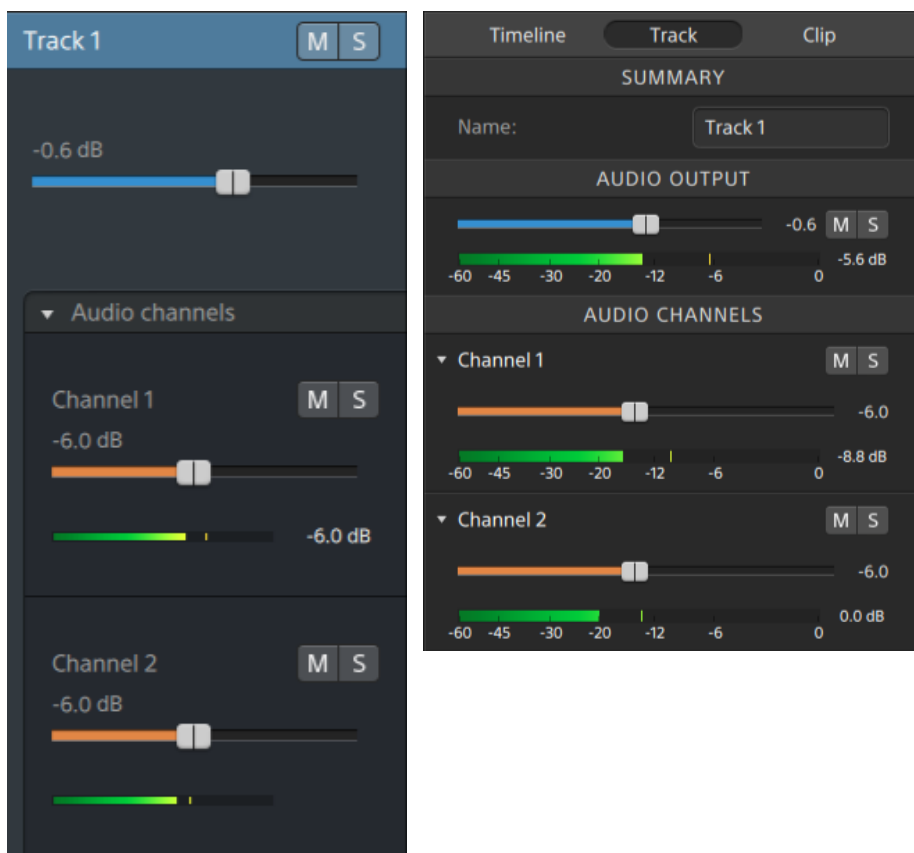 Track 1 M S
-0.6 dB
Audio channels
Channel 1 M S
-6.0 dB
-6.0 dB
Channel 2 M S
-6.0 dB
Timeline Track Clip
SUMMARY
Name: Track 1
AUDIO OUTPUT
-0.6 M S
-5.6 dB
-60 -45 -30 -20 -12 -6 0
AUDIO CHANNELS
Channel 1 M S
-6.0
-8.8 dB
-60 -45 -30 -20 -12 -6 0
Channel 2 M S
-6.0
0.0 dB
-60 -45 -30 -20 -12 -6 0